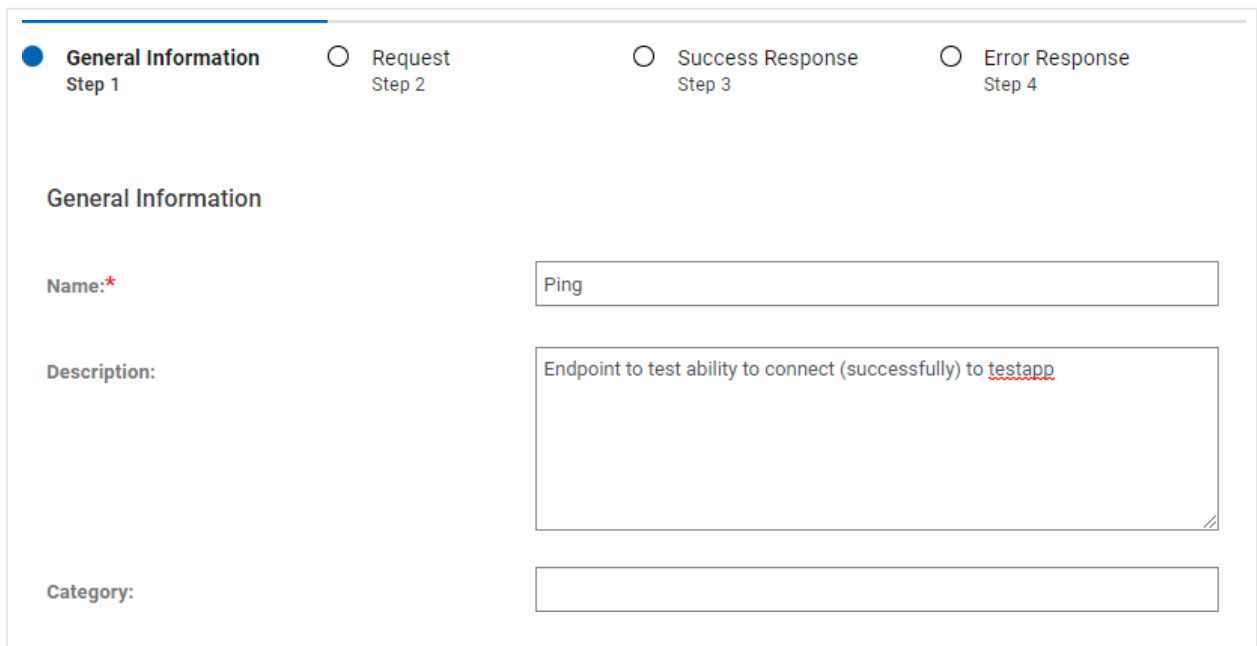 General Information
Step 1
Request
Step 2
Success Response
Step 3
Error Response
Step 4
General Information
Name:*
Ping
Description:
Endpoint to test ability to connect (successfully) to testapp
Category: